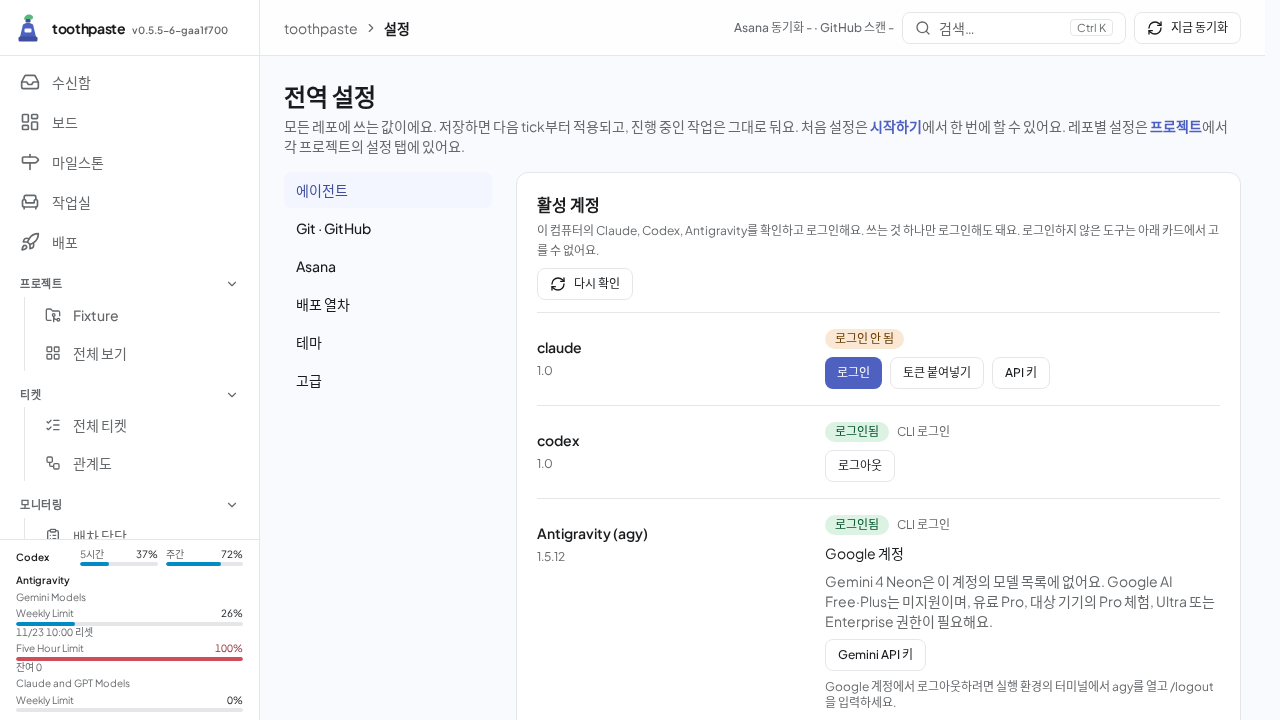 toothpaste v0.5.5-6-gaa1f700
수신함
보드
마일스톤
작업실
배포
프로젝트
Fixture
전체 보기
티켓
전체 티켓
관계도
모니터링
Codex 5시간 37% 주간 72%
Antigravity
Gemini Models
Weekly Limit 26%
11/23 10:00 리셋
Five Hour Limit 100%
잔여 0
Claude and GPT Models
Weekly Limit 0%
toothpaste > 설정
Asana 동기화 - · GitHub 스캔 -
검색... Ctrl K
지금 동기화
전역 설정
모든 레포에 쓰는 값이에요. 저장하면 다음 tick부터 적용되고, 진행 중인 작업은 그대로 둬요. 처음 설정은 시작하기에서 한 번에 할 수 있어요. 레포별 설정은 프로젝트에서
각 프로젝트의 설정 탭에 있어요.
에이전트
Git · GitHub
Asana
배포 열차
테마
고급
활성 계정
이 컴퓨터의 Claude, Codex, Antigravity를 확인하고 로그인해요. 쓰는 것 하나만 로그인해도 돼요. 로그인하지 않은 도구는 아래 카드에서 고
를 수 없어요.
다시 확인
claude
1.0
로그인 안 됨
로그인 토큰 붙여넣기 API 키
codex
1.0
로그인됨 CLI 로그인
로그아웃
Antigravity (agy)
1.5.12
로그인됨 CLI 로그인
Google 계정
Gemini 4 Neon은 이 계정의 모델 목록에 없어요. Google AI
Free·Plus는 미지원이며, 유료 Pro, 대상 기기의 Pro 체험, Ultra 또는
Enterprise 권한이 필요해요.
Gemini API 키
Google 계정에서 로그아웃하려면 실행 환경의 터미널에서 agy를 열고 /logout
을 입력하세요.